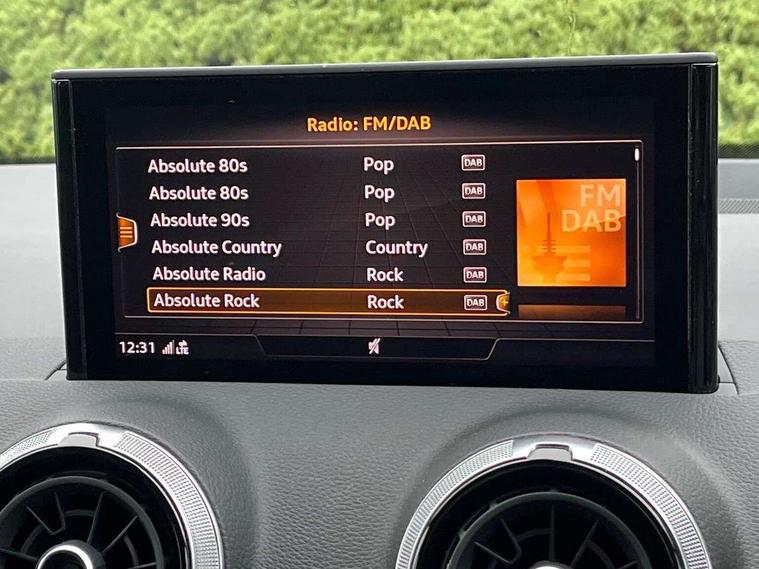 Radio: FM/DAB
Absolute 80s Pop DAB
Absolute 80s Pop DAB
Absolute 90s Pop DAB
Absolute Country Country DAB
Absolute Radio Rock DAB
Absolute Rock Rock DAB
FM
DAB
12:31 LTE